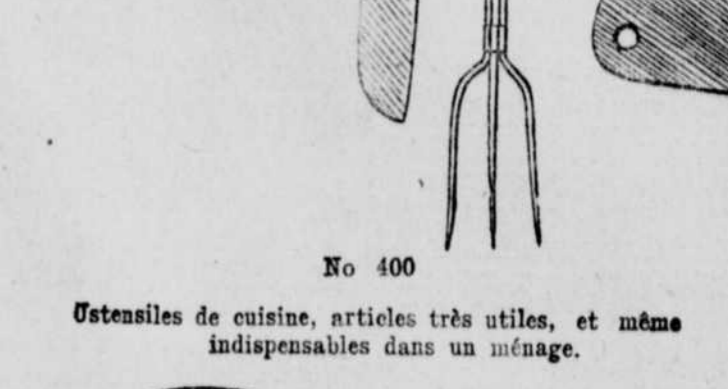 No 400
Ustensiles de cuisine, articles très utiles, et même
indispensables dans un ménage.